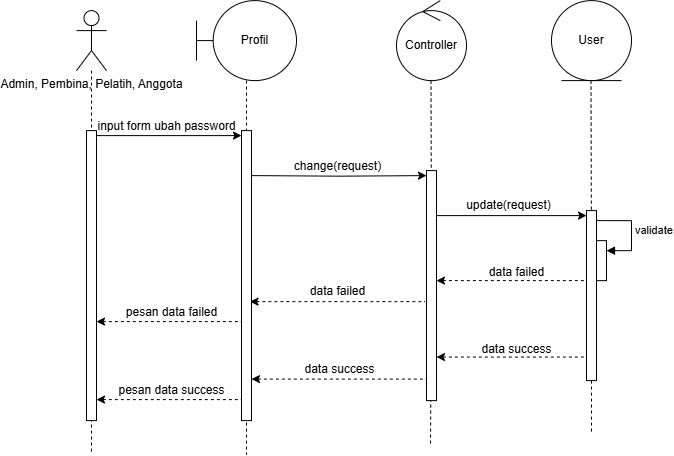 Profil
Controller
User
Admin, Pembina, Pelatih, Anggota
input form ubah password
change(request)
update(request)
validate
data failed
data failed
pesan data failed
data success
data success
pesan data success